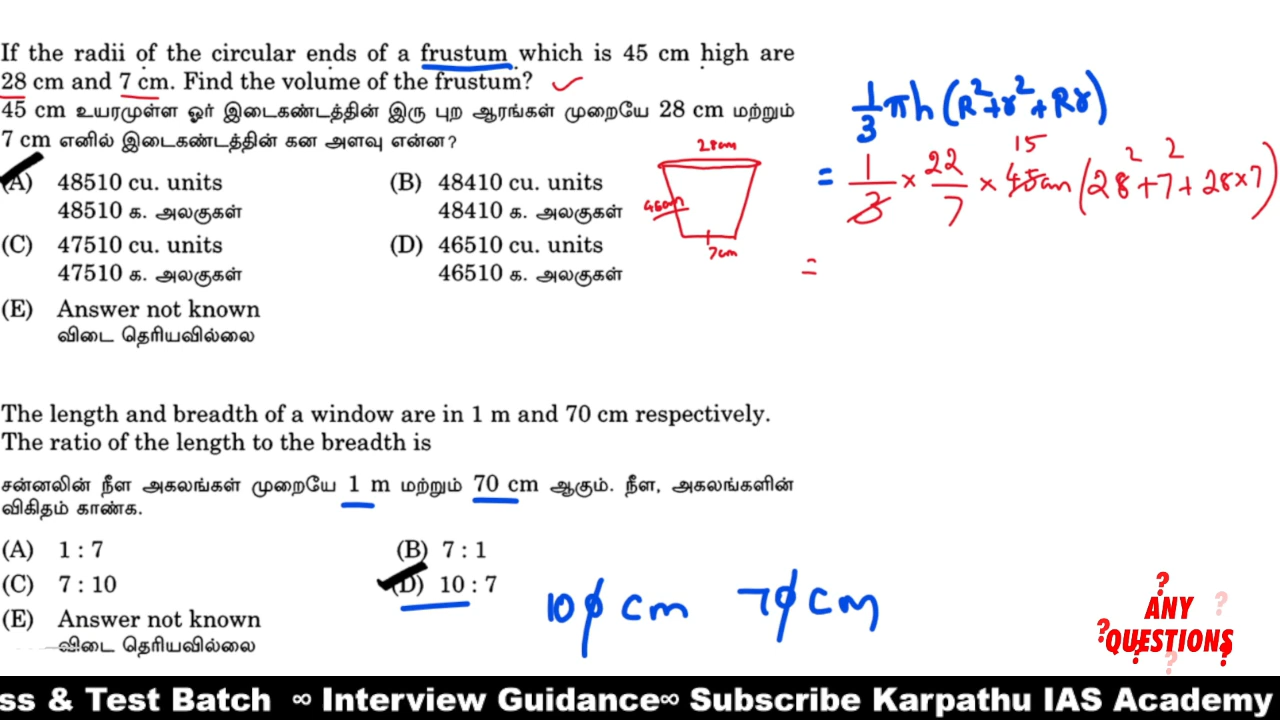 If the radii of the circular ends of a frustum which is 45 cm high are
28 cm and 7 cm. Find the volume of the frustum?
45 cm உயரமுள்ள ஓர் இடைகண்டத்தின் இரு புற ஆரங்கள் முறையே 28 cm மற்றும்
7 cm எனில் இடைகண்டத்தின் கன அளவு என்ன?
(A) 48510 cu. units (B) 48410 cu. units
48510 க. அலகுகள் 48410 க. அலகுகள்
(C) 47510 cu. units (D) 46510 cu. units
47510 க. அலகுகள் 46510 க. அலகுகள்
(E) Answer not known
விடை தெரியவில்லை
28cm
7cm
1/3 πh (R²+r²+Rr)
15
= 1/3 × 22/7 × 45cm (28²+7²+28×7)
=
The length and breadth of a window are in 1 m and 70 cm respectively.
The ratio of the length to the breadth is
சன்னலின் நீள அகலங்கள் முறையே 1 m மற்றும் 70 cm ஆகும். நீள, அகலங்களின்
விகிதம் காண்க.
(A) 1 : 7 (B) 7 : 1
(C) 7 : 10 (D) 10 : 7
(E) Answer not known
விடை தெரியவில்லை
100 cm 70 cm
ANY
QUESTIONS
ss & Test Batch ∞ Interview Guidance∞ Subscribe Karpathu IAS Academy